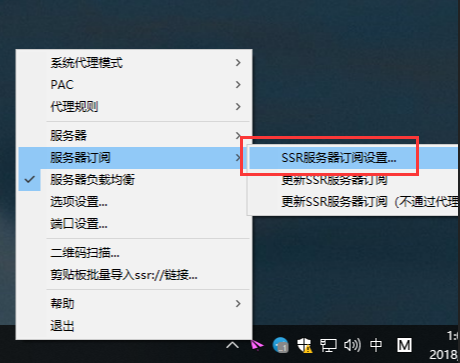 系统代理模式
PAC
代理规则
服务器
服务器订阅
SSR服务器订阅设置...
更新SSR服务器订阅
更新SSR服务器订阅（不通过代理
服务器负载均衡
选项设置...
端口设置...
二维码扫描...
剪贴板批量导入ssr://链接...
帮助
退出
中
M
1:0
2018